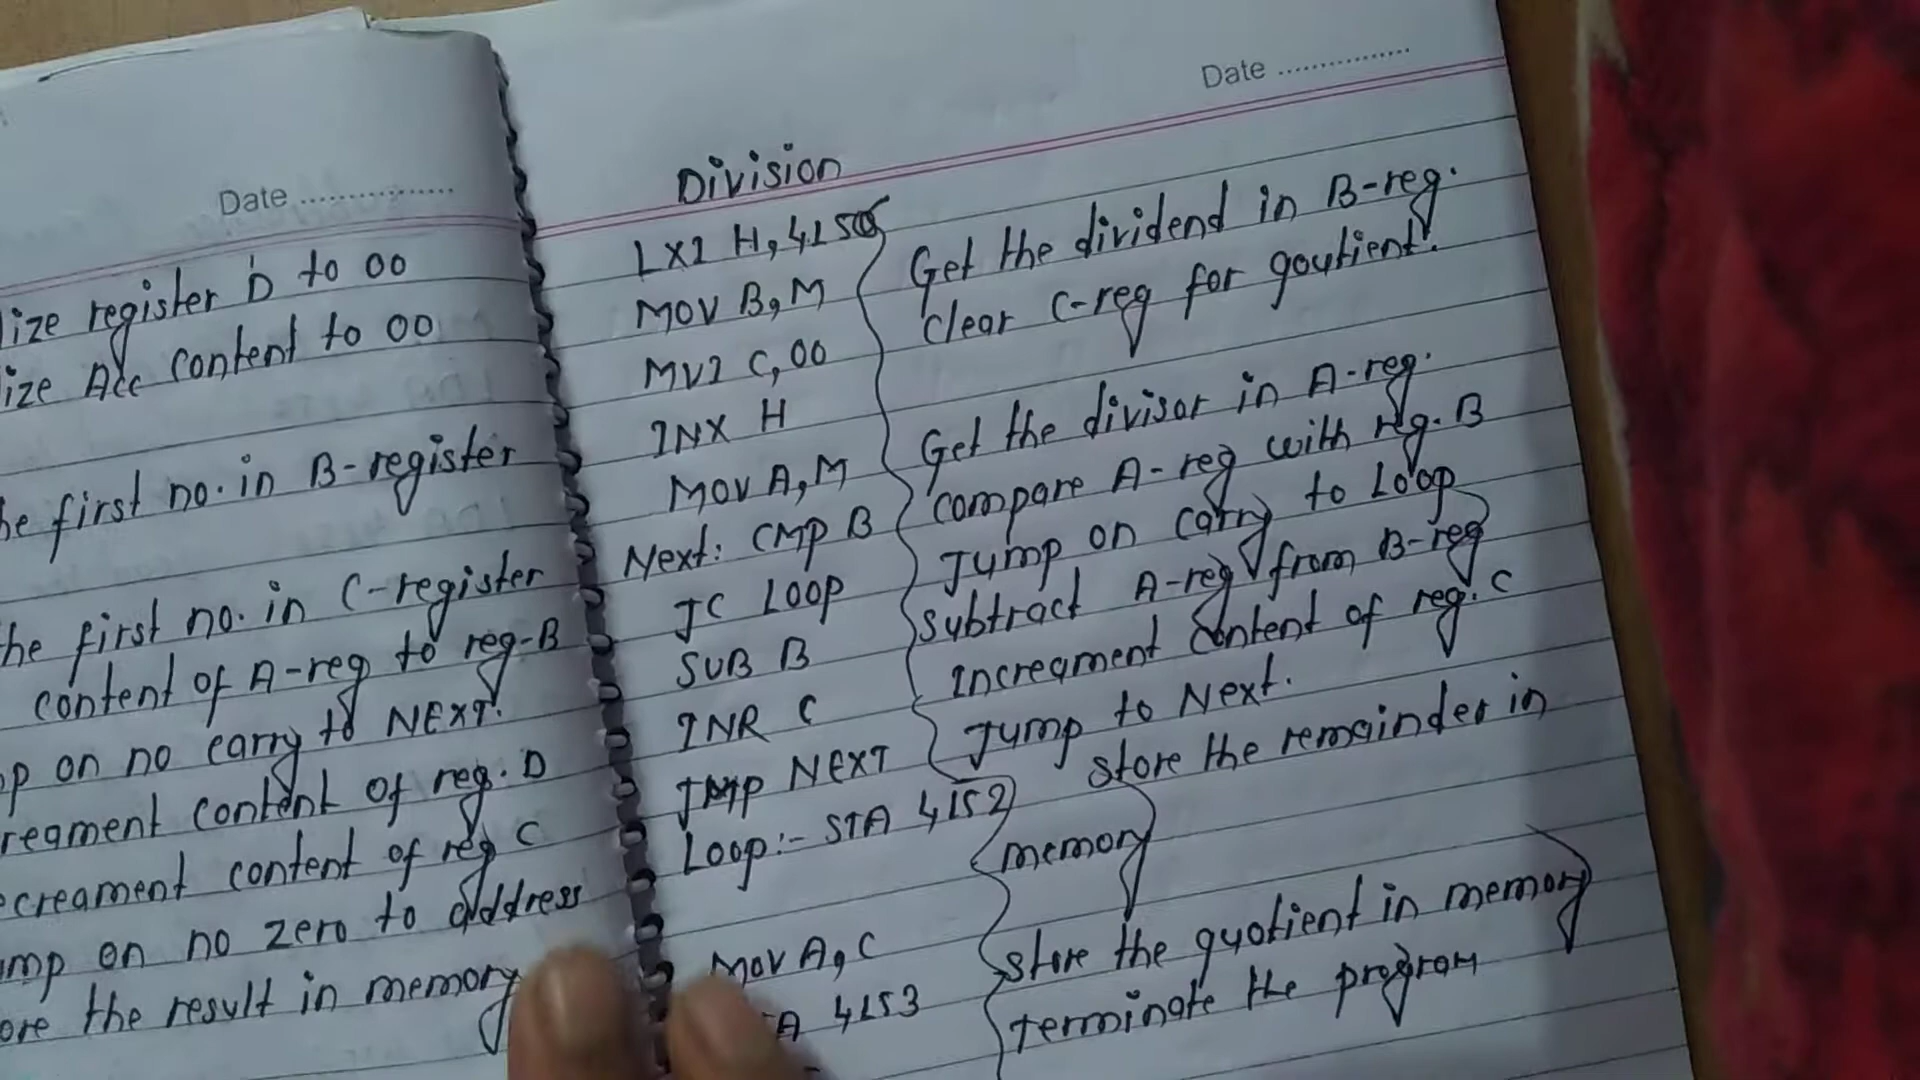 Date
lize register D to 00
lize Acc content to 00
he first no. in B-register
the first no. in C-register
content of A-reg to reg-B
p on no carry to NEXT.
reament content of reg. D
creament content of reg C
ump on no zero to address
ore the result in memory
Date
Division
LXI H, 415
MOV B, M
MVI C, 00
INX H
MOV A, M
Next: CMP B
JC LOOP
SUB B
INR C
JMP NEXT
Loop:- STA 4152
MOV A, C
A 4153
Get the dividend in B-reg.
Clear C-reg for goutient.
Get the divisor in A-reg.
compare A-reg with reg. B
Jump on carry to Loop
subtract A-reg from B-reg
Increament content of reg. C
Jump to Next.
store the remainder in
memory
store the quotient in memory
Terminate the program